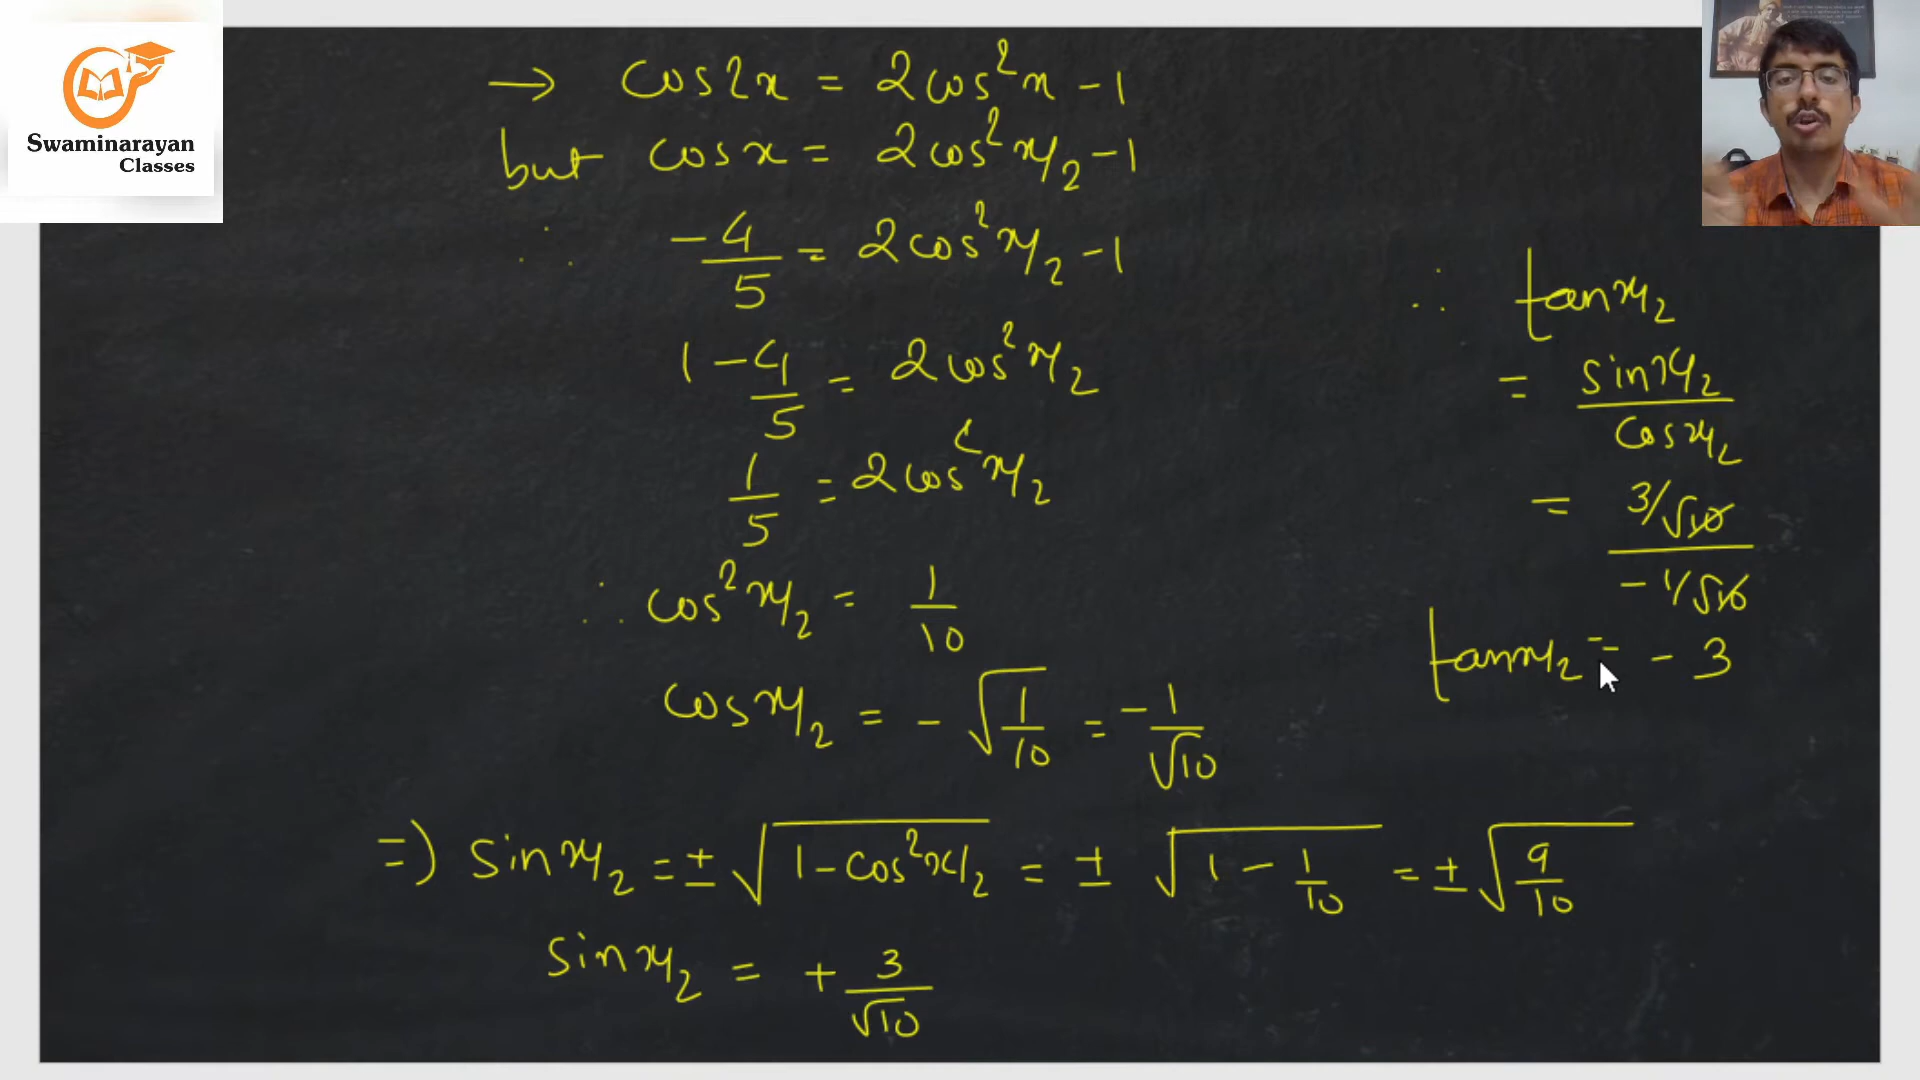 Swaminarayan
Classes
→ cos2x = 2cos²x - 1
but cosx = 2cos²x/2 - 1
∴ -4/5 = 2cos²x/2 - 1
1 - 4/5 = 2cos²x/2
1/5 = 2cos²x/2
∴ cos²x/2 = 1/10
cosx/2 = - √(1/10) = -1/√10
=) sinx/2 = ± √(1-cos²x/2) = ± √(1 - 1/10) = ± √(9/10)
sinx/2 = + 3/√10
∴ tanx/2
= sinx/2 / cosx/2
= 3/√10 / -1/√10
tanx/2 = - 3